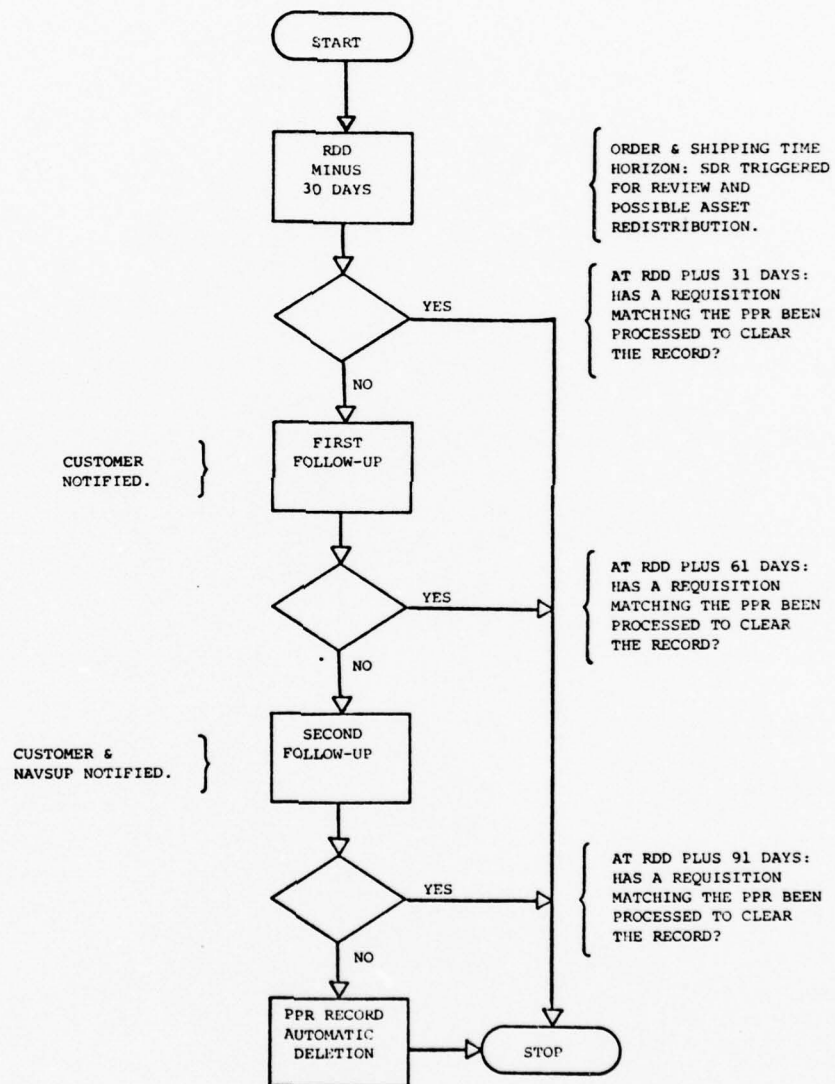 START
RDD
MINUS
30 DAYS
ORDER & SHIPPING TIME
HORIZON: SDR TRIGGERED
FOR REVIEW AND
POSSIBLE ASSET
REDISTRIBUTION.
YES
AT RDD PLUS 31 DAYS:
HAS A REQUISITION
MATCHING THE PPR BEEN
PROCESSED TO CLEAR
THE RECORD?
NO
FIRST
FOLLOW-UP
CUSTOMER
NOTIFIED.
YES
AT RDD PLUS 61 DAYS:
HAS A REQUISITION
MATCHING THE PPR BEEN
PROCESSED TO CLEAR
THE RECORD?
NO
SECOND
FOLLOW-UP
CUSTOMER &
NAVSUP NOTIFIED.
YES
AT RDD PLUS 91 DAYS:
HAS A REQUISITION
MATCHING THE PPR BEEN
PROCESSED TO CLEAR
THE RECORD?
NO
PPR RECORD
AUTOMATIC
DELETION
STOP